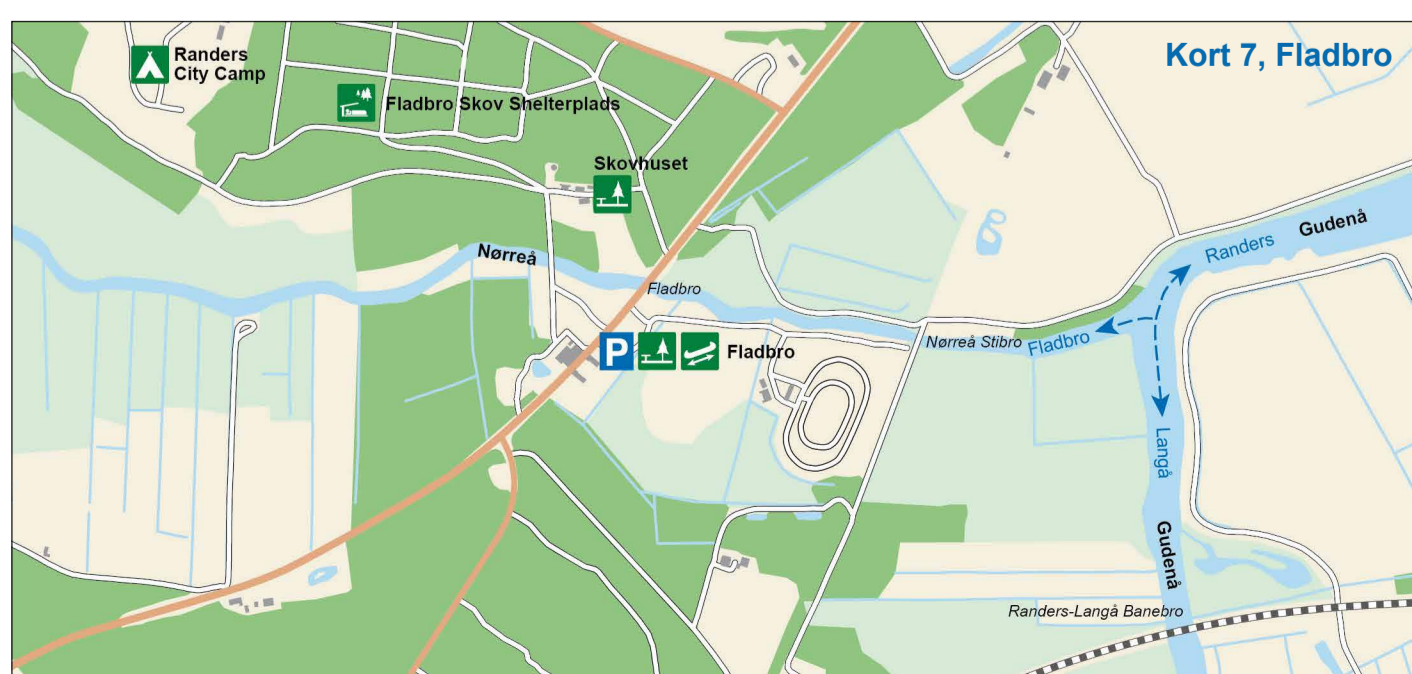 Kort 7, Fladbro
Randers
City Camp
Fladbro Skov Shelterplads
Skovhuset
Nørreå
Gudenå
Randers
Fladbro
P
Fladbro
Nørreå Stibro
Fladbro
Langå
Gudenå
Randers-Langå Banebro